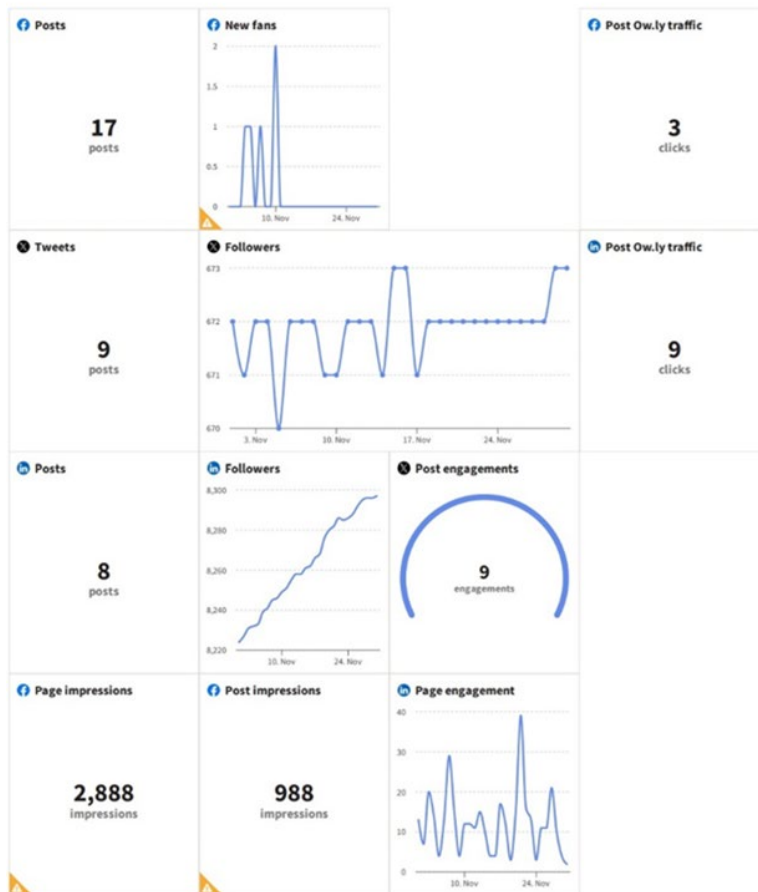 Posts
17
posts
New fans
2
1.5
1
0.5
0
10. Nov
24. Nov
Post Ow.ly traffic
3
clicks
Tweets
9
posts
Followers
673
672
671
670
3. Nov
10. Nov
17. Nov
24. Nov
Post Ow.ly traffic
9
clicks
Posts
8
posts
Followers
8,300
8,280
8,260
8,240
8,220
10. Nov
24. Nov
Post engagements
9
engagements
Page impressions
2,888
impressions
Post impressions
988
impressions
Page engagement
40
30
20
10
0
10. Nov
24. Nov